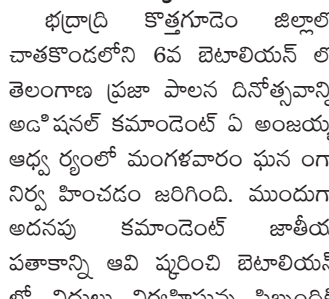 భద్రాద్రి కొత్తగూడెం జిల్లాలో
చాతకొండలోని 6వ బెటాలియన్ లో
తెలంగాణ ప్రజా పాలన దినోత్సవాన్ని
అడిషనల్ కమాండెంట్ ఏ అంజయ్య
ఆధ్వ ర్యంలో మంగళవారం ఘన ంగా
నిర్వ హించడం జరిగింది. ముందుగా
అదనపు కమాండెంట్ జాతీయ
పతాకాన్ని ఆవి ష్కరించి బెటాలియన్
లో విధులు నిర్వహిస్తున్న సిబ్బందికి